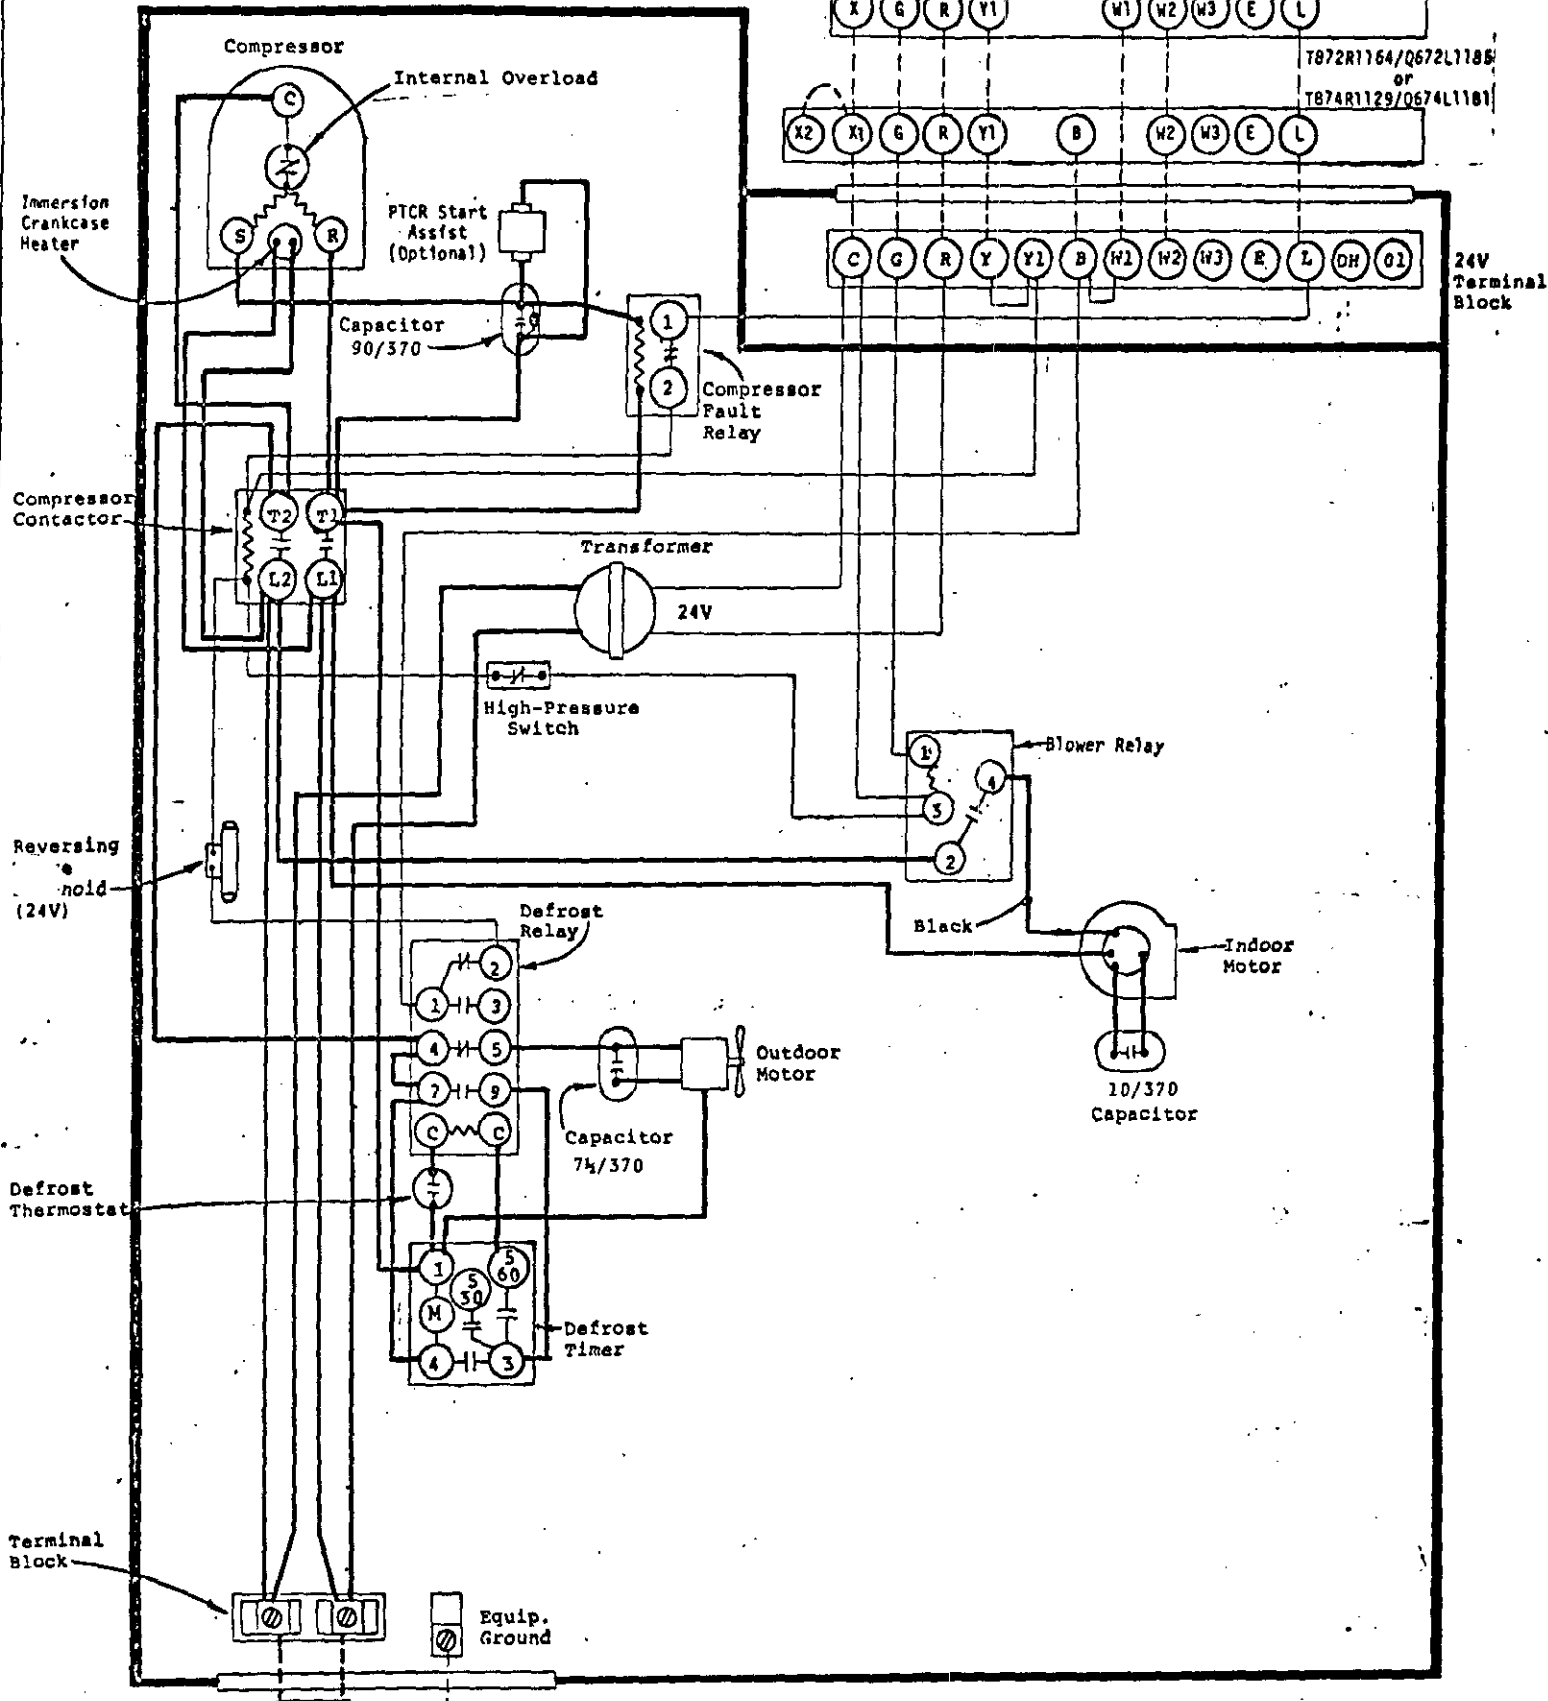 X G R Y1 W1 W2 W3 E L
T872R1164/Q672L1185
or
T874R1129/Q674L1181
X2 X1 G R Y1 B W2 W3 E L
C G R Y Y1 B W1 W2 W3 E L DH O1
24V
Terminal
Block
Compressor
Internal Overload
C
S R
Immersion
Crankcase
Heater
PTCR Start
Assist
(Optional)
Capacitor
90/370
1
2
Compressor
Fault
Relay
Compressor
Contactor
T2 T1
L2 L1
Transformer
24V
High-Pressure
Switch
Blower Relay
1
4
3
2
Reversing
(24V)
Black
Indoor
Motor
10/370
Capacitor
Defrost
Relay
2
1 3
4 5
7 9
C C
Outdoor
Motor
Capacitor
7½/370
Defrost
Thermostat
1
S
30
S
60
M
4 3
Defrost
Timer
Terminal
Block
Equip.
Ground